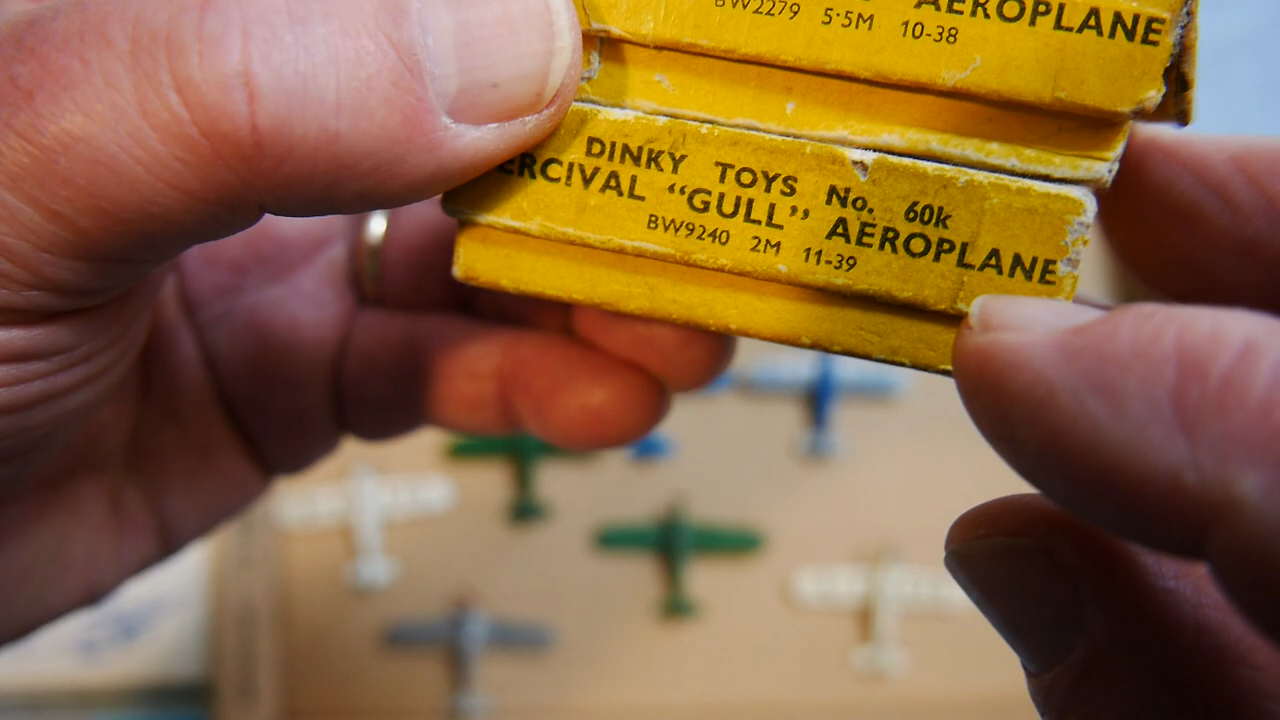 AEROPLANE
BW2279 5·5M 10-38
DINKY TOYS No. 60k
ERCIVAL “GULL” AEROPLANE
BW9240 2M 11-39